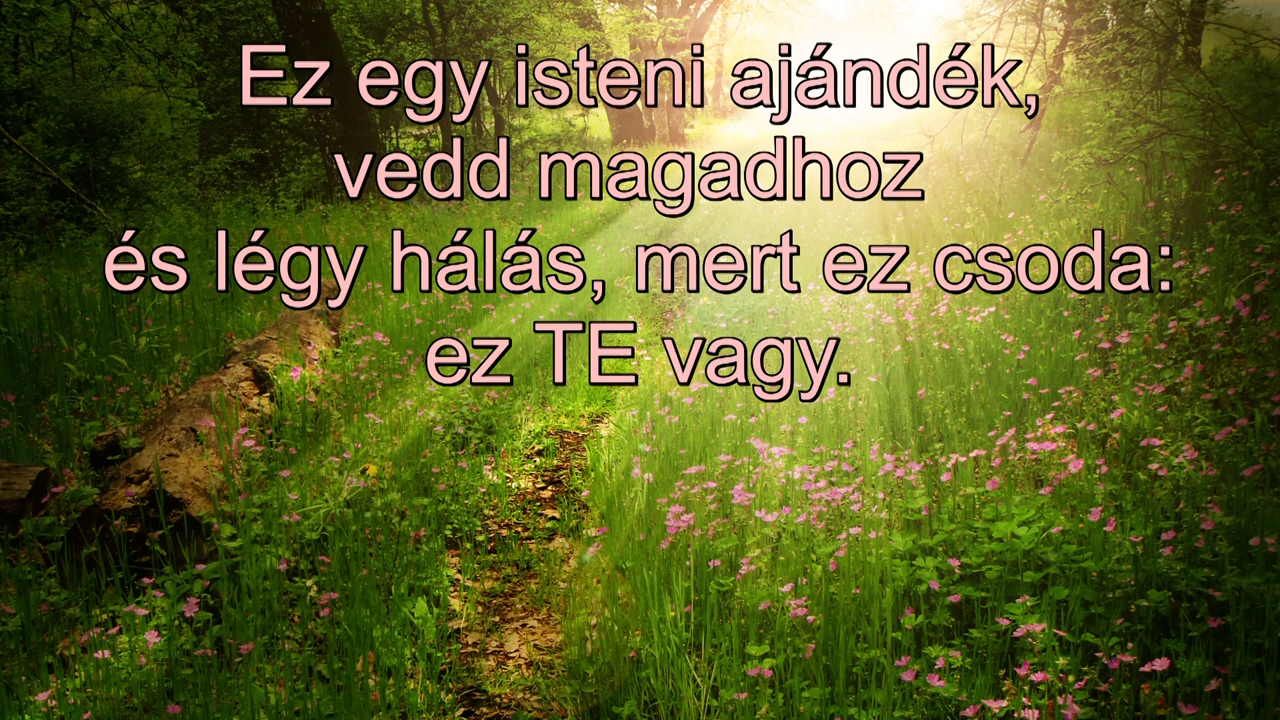 Ez egy isteni ajándék,
vedd magadhoz
és légy hálás, mert ez csoda:
ez TE vagy.